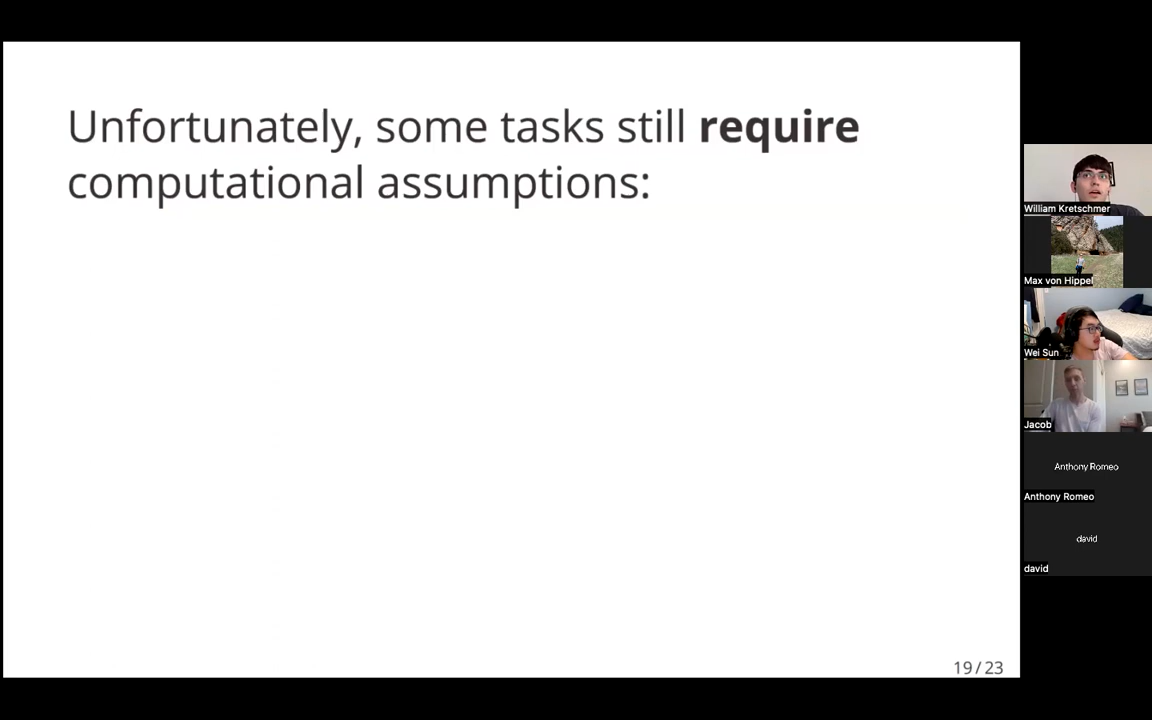 Unfortunately, some tasks still require
computational assumptions:
19/23
William Kretschmer
Max von Hippel
Wei Sun
Jacob
Anthony Romeo
Anthony Romeo
david
david